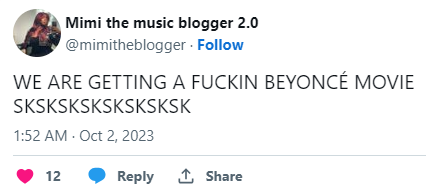 Mimi the music blogger 2.0
@mimitheblogger · Follow
WE ARE GETTING A FUCKIN BEYONCÉ MOVIE
SKSKSKSKSKSKSKSK
1:52 AM · Oct 2, 2023
12 Reply Share